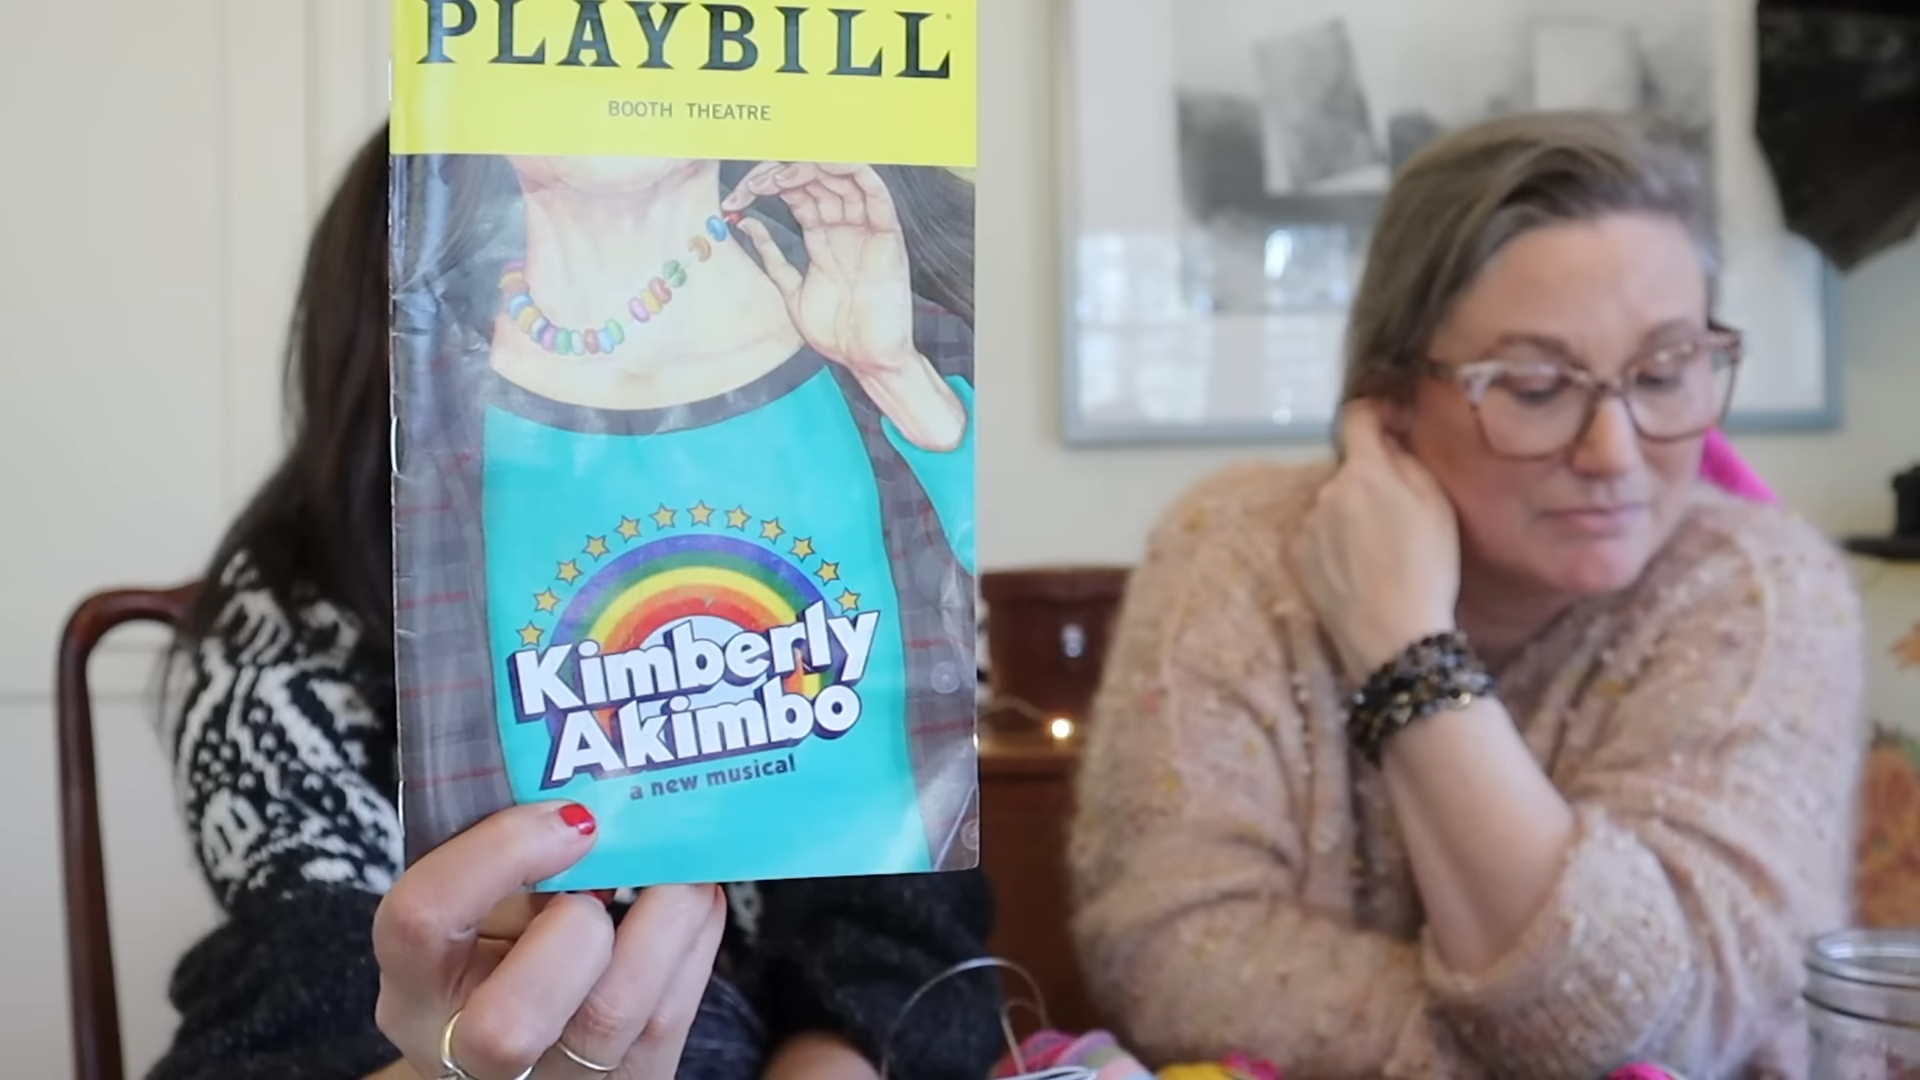 PLAYBILL
BOOTH THEATRE
Kimberly
Akimbo
a new musical